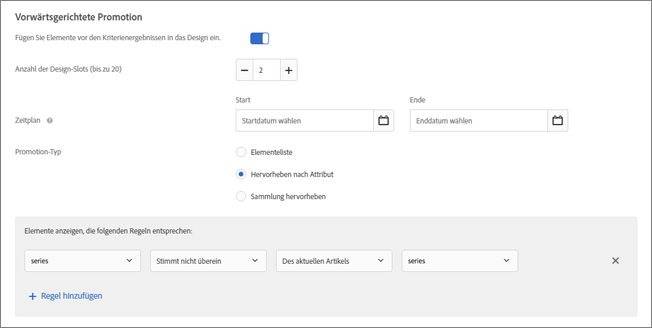 Vorwärtsgerichtete Promotion
Fügen Sie Elemente vor den Kriterienergebnissen in das Design ein.
Anzahl der Design-Slots (bis zu 20)
2
Start
Ende
Zeitplan
Startdatum wählen
Enddatum wählen
Promotion-Typ
Elementeliste
Hervorheben nach Attribut
Sammlung hervorheben
Elemente anzeigen, die folgenden Regeln entsprechen:
series
Stimmt nicht überein
Des aktuellen Artikels
series
Regel hinzufügen